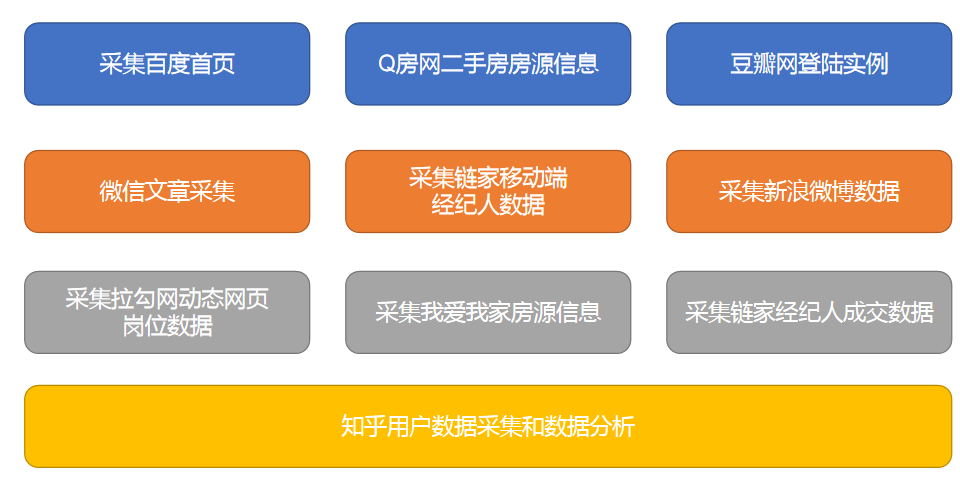 采集百度首页
Q房网二手房房源信息
豆瓣网登陆实例
微信文章采集
采集链家移动端
经纪人数据
采集新浪微博数据
采集拉勾网动态网页
岗位数据
采集我爱我家房源信息
采集链家经纪人成交数据
知乎用户数据采集和数据分析